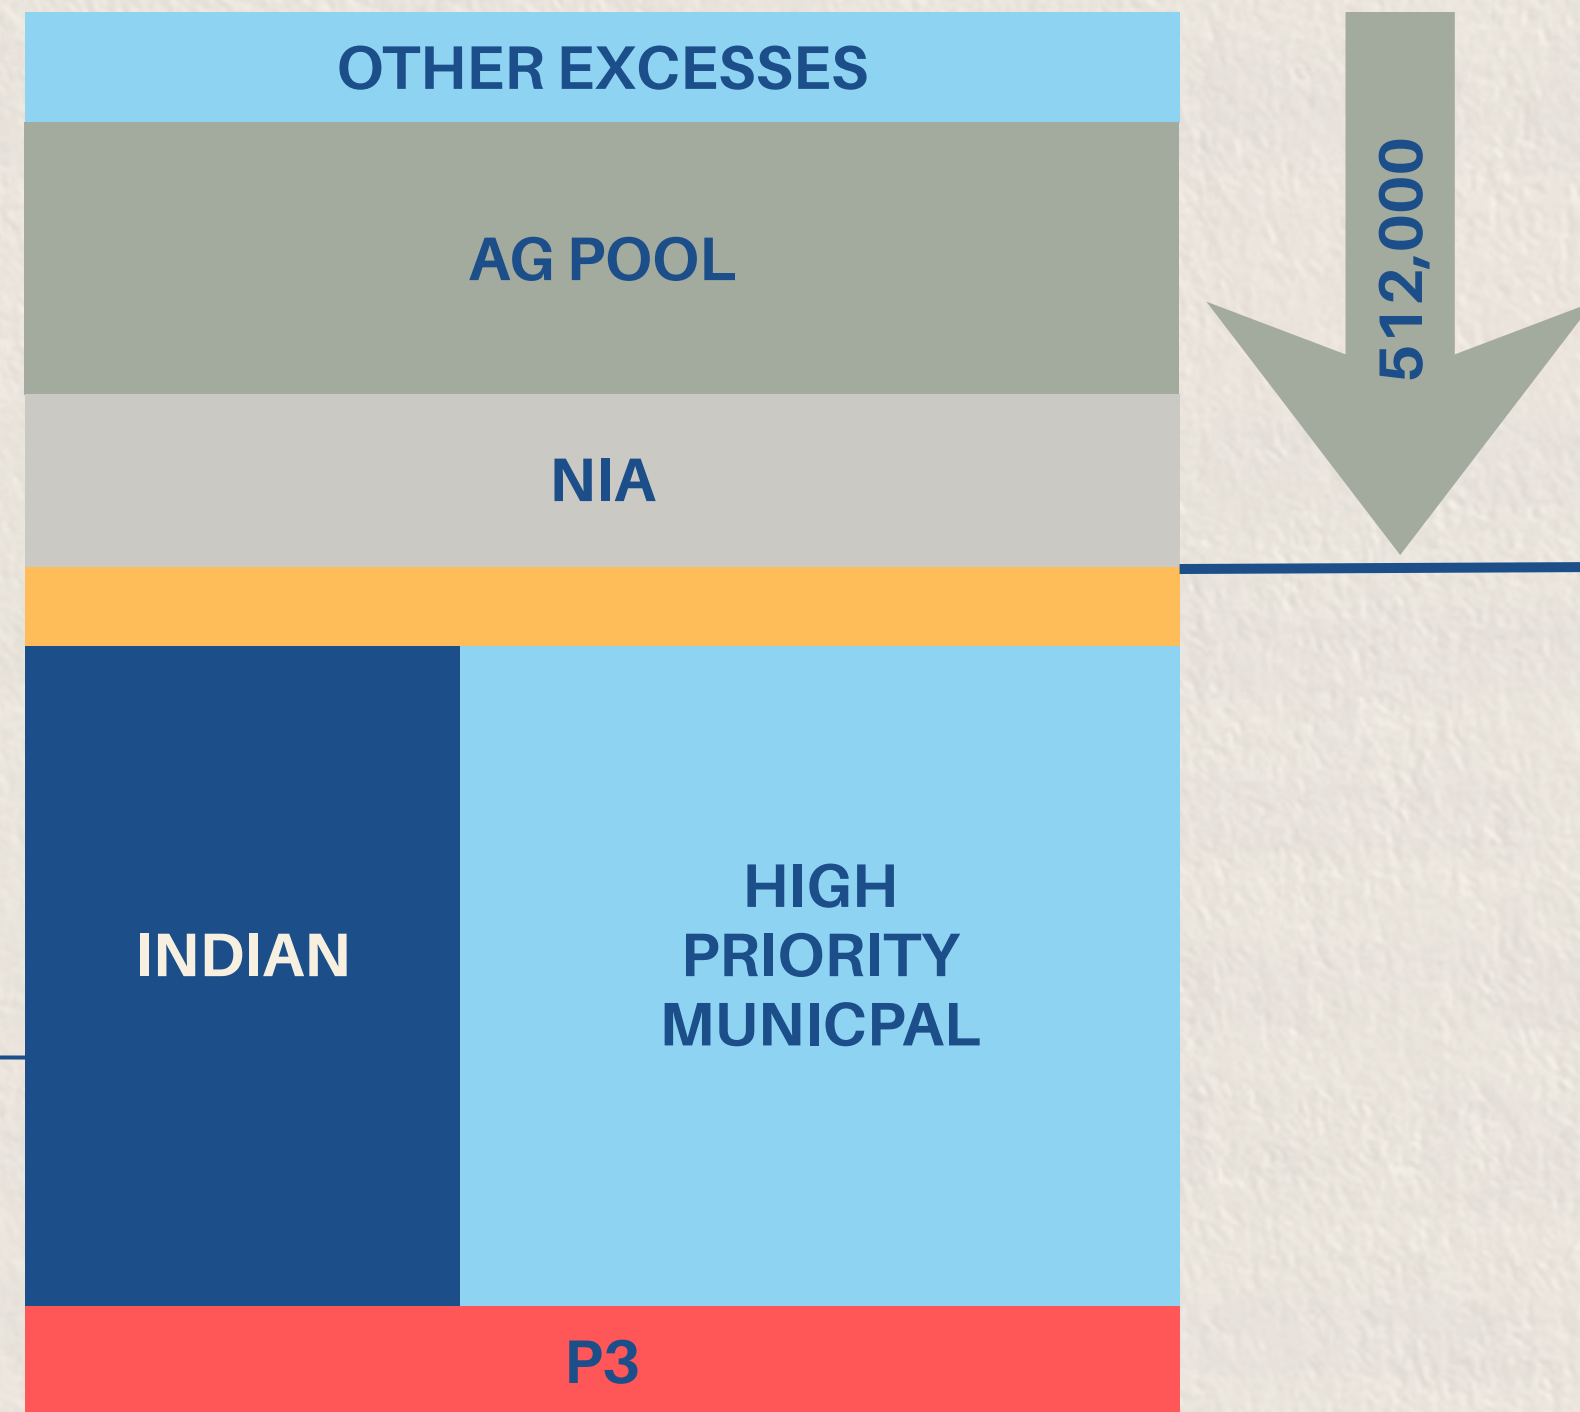 OTHER EXCESSES
AG POOL
512,000
NIA
INDIAN
HIGH
PRIORITY
MUNICPAL
P3